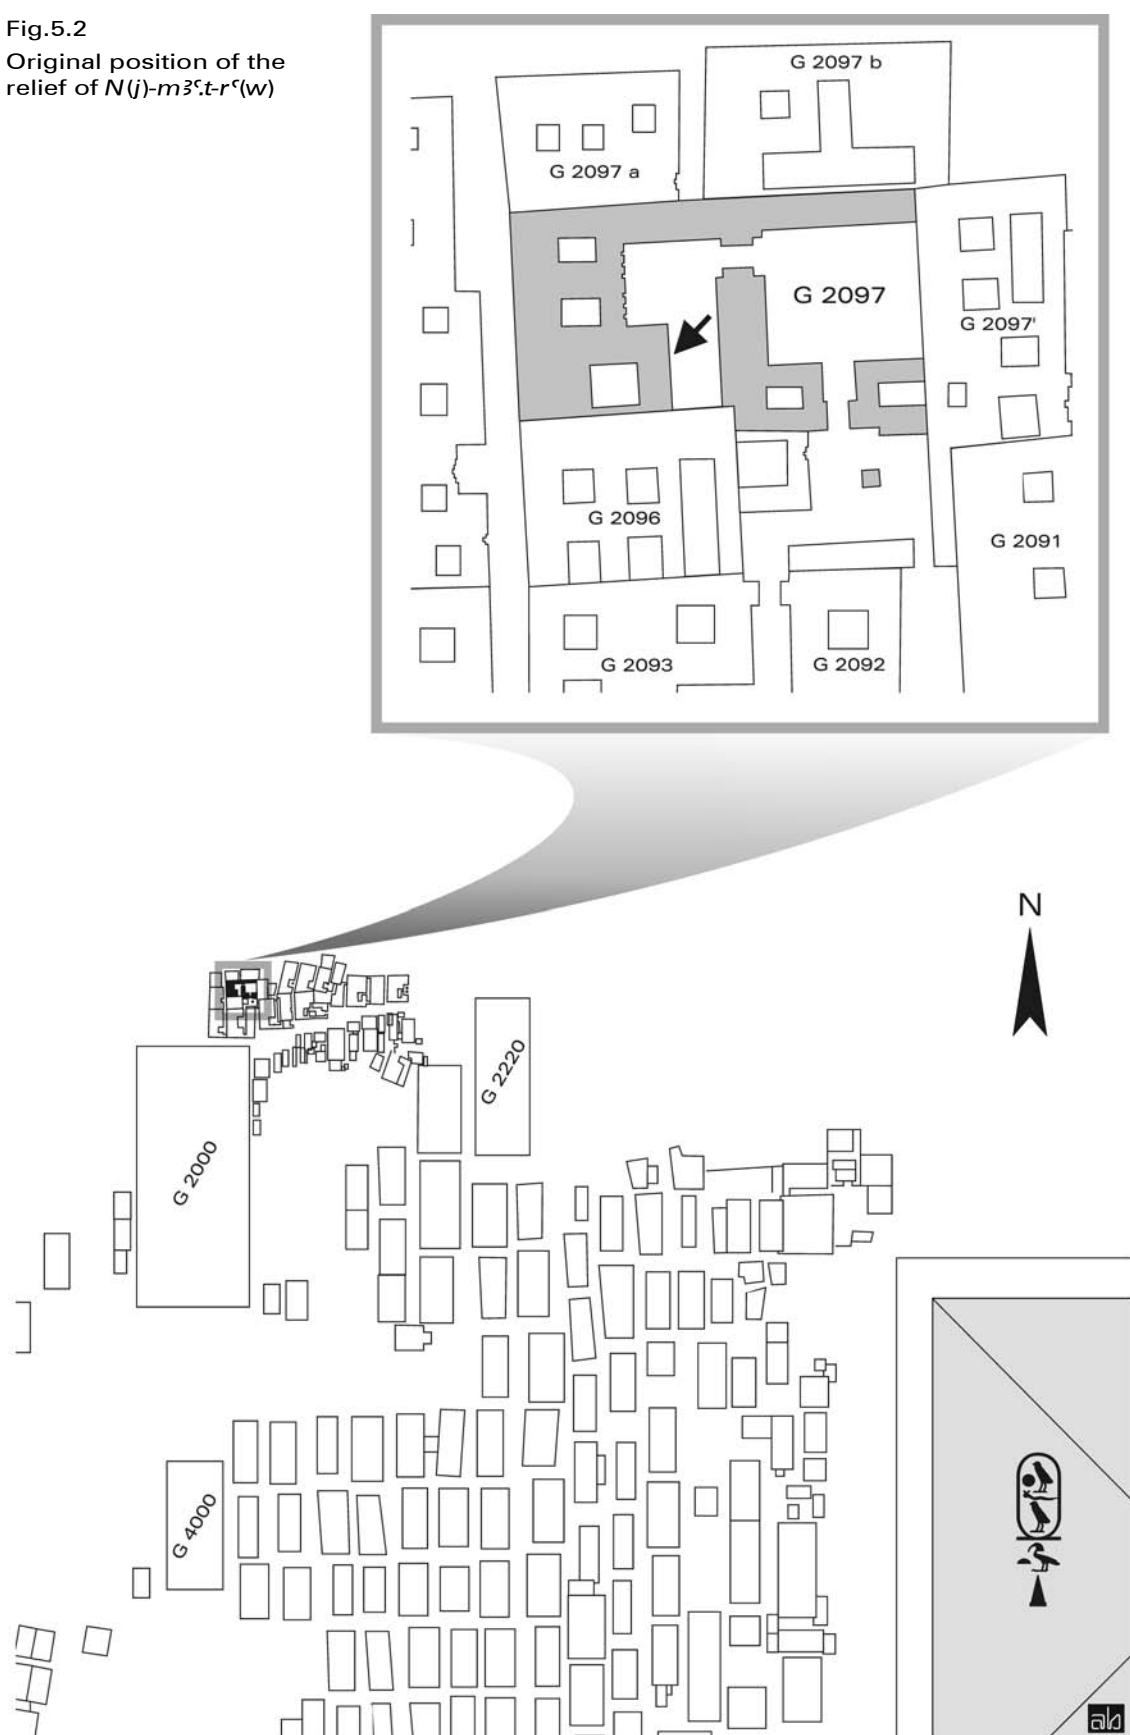 Fig.5.2
Original position of the
relief of N(j)-mꜣꜥ.t-rꜥ(w)
G 2097 b
G 2097 a
G 2097
G 2097'
G 2096
G 2091
G 2093
G 2092
N
G 2220
G 2000
G 4000
ab